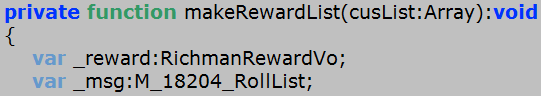 private function makeRewardList(cusList:Array):void
{
var _reward:RichmanRewardVo;
var _msg:M_18204_RollList;